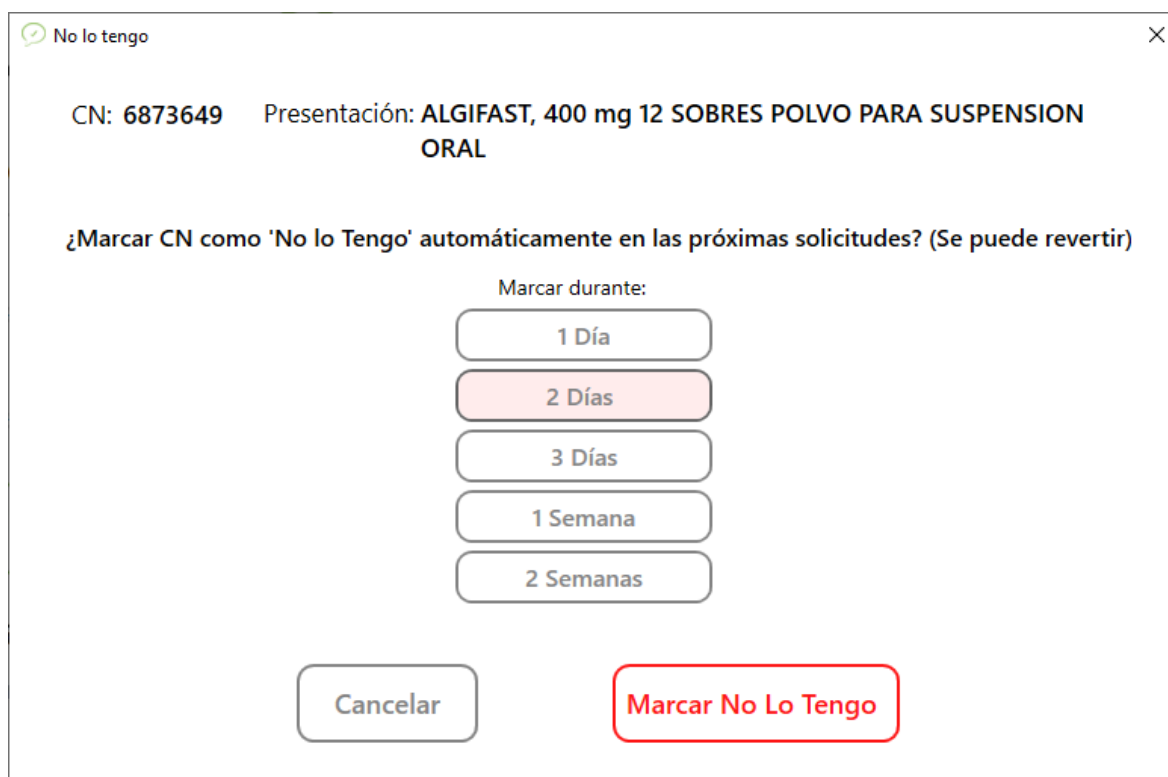 No lo tengo
CN: 6873649 Presentación: ALGIFAST, 400 mg 12 SOBRES POLVO PARA SUSPENSION
ORAL
¿Marcar CN como 'No lo Tengo' automáticamente en las próximas solicitudes? (Se puede revertir)
Marcar durante:
1 Día
2 Días
3 Días
1 Semana
2 Semanas
Cancelar Marcar No Lo Tengo